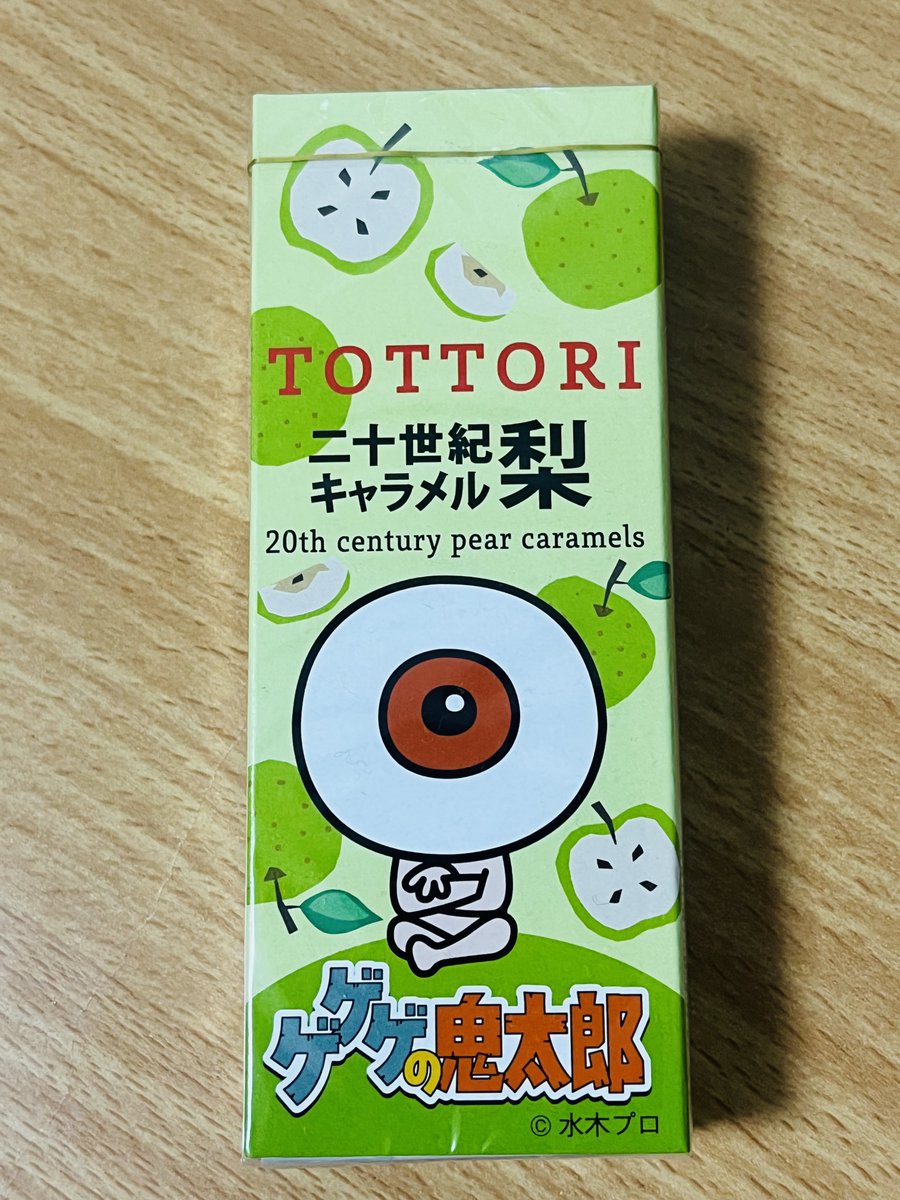 TOTTORI
二十世紀梨
キャラメル
20th century pear caramels
ゲゲゲの鬼太郎
© 水木プロ